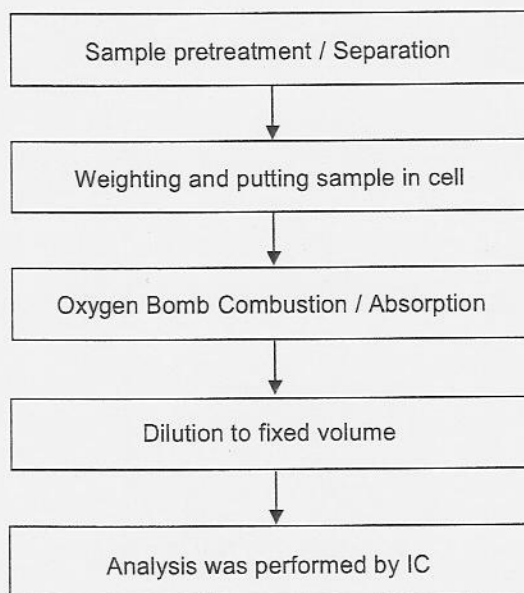 Sample pretreatment / Separation
Weighting and putting sample in cell
Oxygen Bomb Combustion / Absorption
Dilution to fixed volume
Analysis was performed by IC